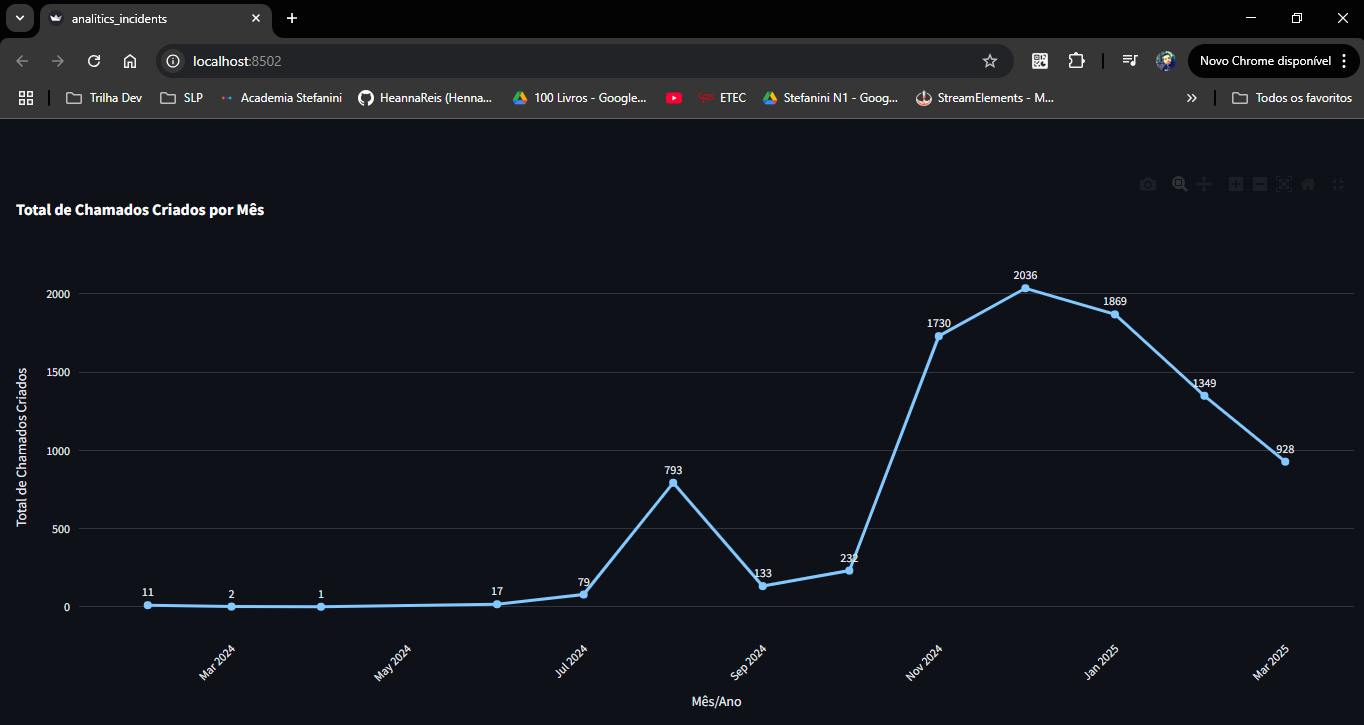 analitics_incidents
localhost:8502
Novo Chrome disponível
Trilha Dev
SLP
Academia Stefanini
HeannaReis (Henna...
100 Livros - Google...
ETEC
Stefanini N1 - Goog...
StreamElements - M...
Todos os favoritos
Total de Chamados Criados por Mês
Total de Chamados Criados
2000
1500
1000
500
0
11
2
1
17
79
793
133
232
1730
2036
1869
1349
928
Mar 2024
May 2024
Jul 2024
Sep 2024
Nov 2024
Jan 2025
Mar 2025
Mês/Ano